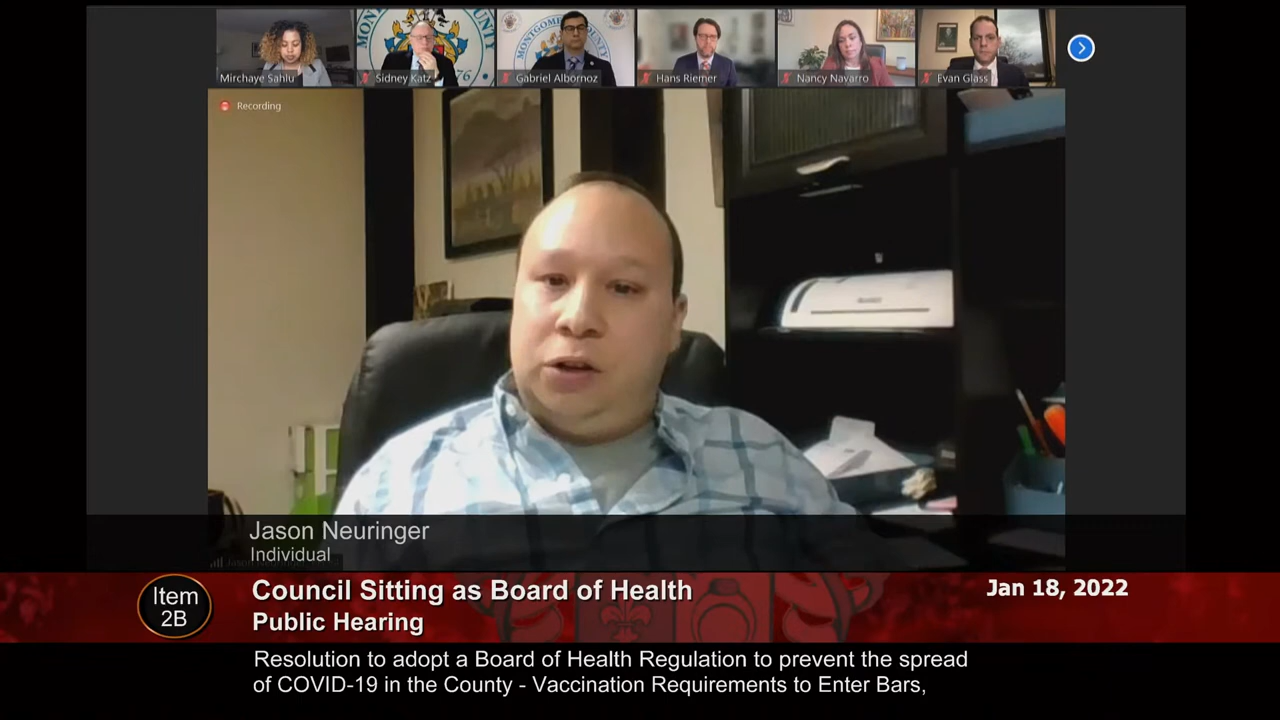 Mirchaye Sahlu
Sidney Katz
Gabriel Albornoz
Hans Riemer
Nancy Navarro
Evan Glass
Recording
Jason Neuringer
Individual
Item
2B
Council Sitting as Board of Health
Public Hearing
Jan 18, 2022
Resolution to adopt a Board of Health Regulation to prevent the spread
of COVID-19 in the County - Vaccination Requirements to Enter Bars,